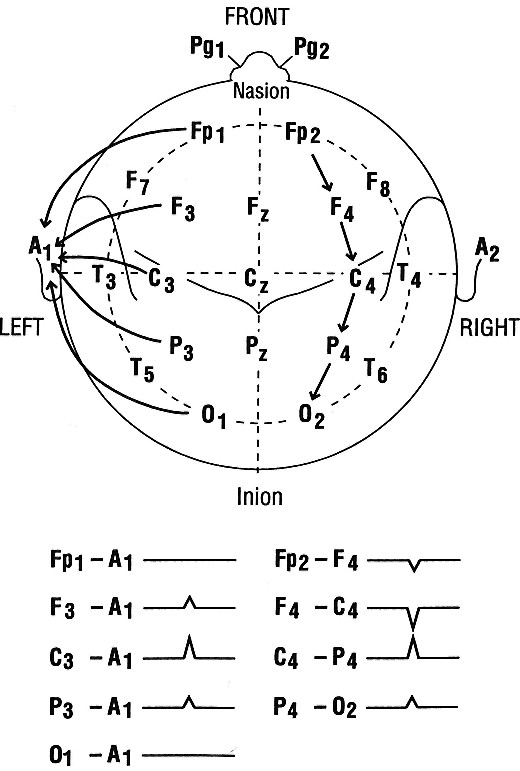 FRONT
Pg1 Pg2
Nasion
Fp1 Fp2
F7 F8
F3 Fz F4
A1 A2
T3 C3 Cz C4 T4
LEFT RIGHT
P3 Pz P4
T5 T6
O1 O2
Inion
Fp1 – A1 Fp2 – F4
F3 – A1 F4 – C4
C3 – A1 C4 – P4
P3 – A1 P4 – O2
O1 – A1